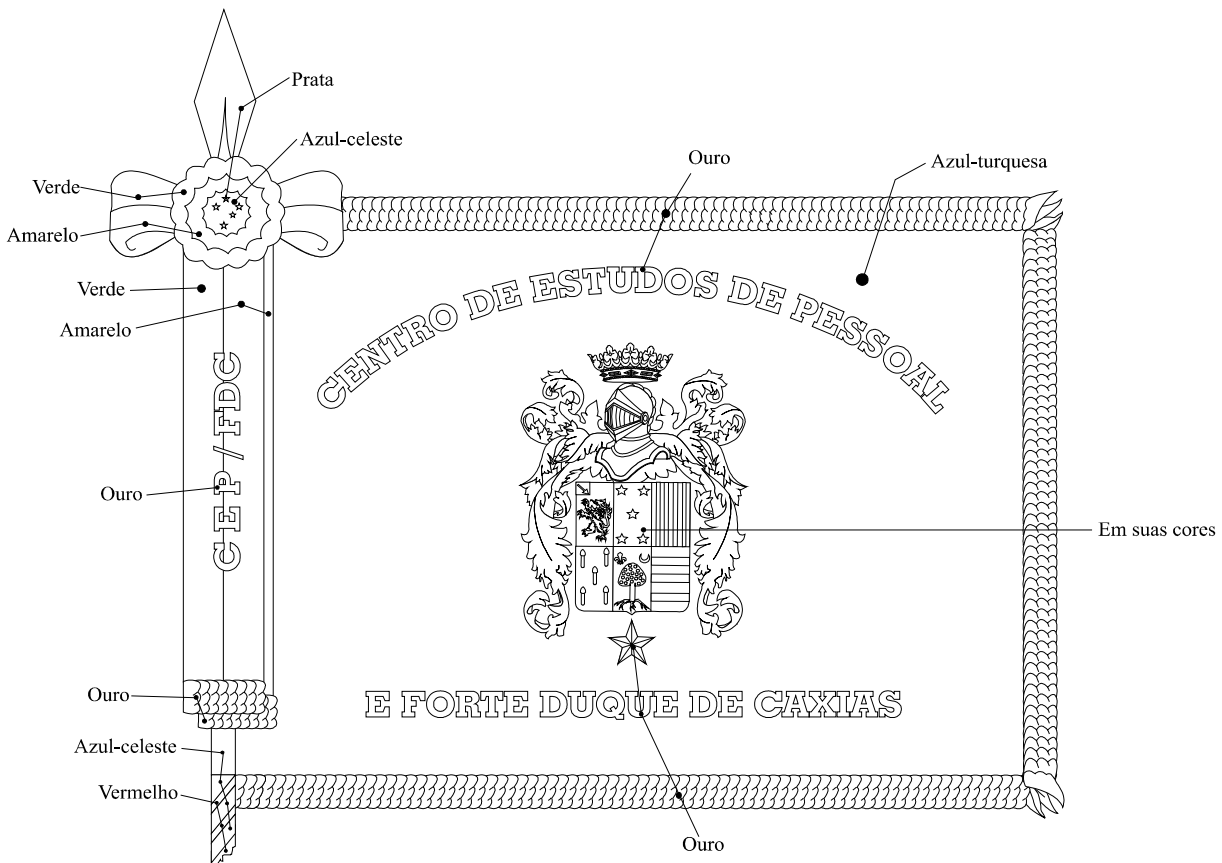 Prata
Azul-celeste
Ouro
Azul-turquesa
Verde
Amarelo
Verde
Amarelo
CENTRO DE ESTUDOS DE PESSOAL
CEP / FDC
Ouro
Em suas cores
Ouro
E FORTE DUQUE DE CAXIAS
Azul-celeste
Vermelho
Ouro